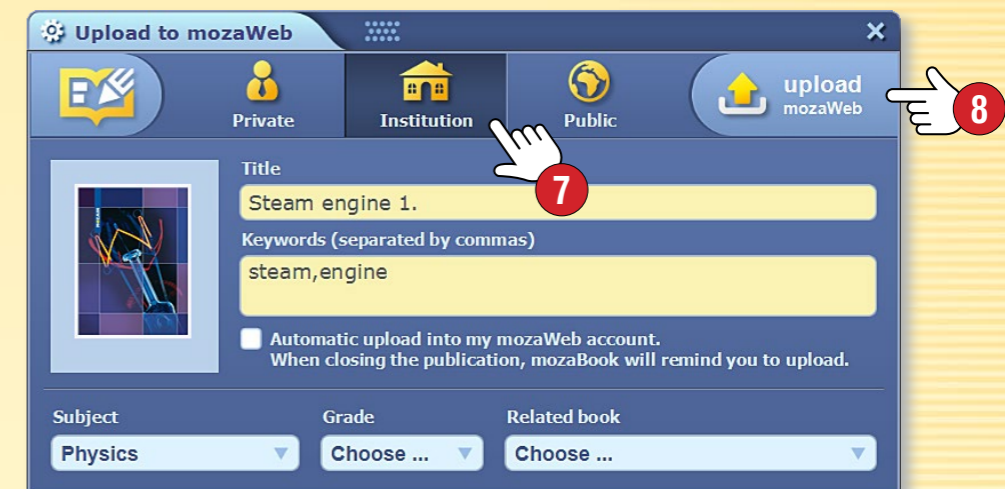 Upload to mozaWeb
Private
Institution
Public
upload
mozaWeb
8
7
Title
Steam engine 1.
Keywords (separated by commas)
steam,engine
Automatic upload into my mozaWeb account.
When closing the publication, mozaBook will remind you to upload.
Subject
Grade
Related book
Physics
Choose ...
Choose ...